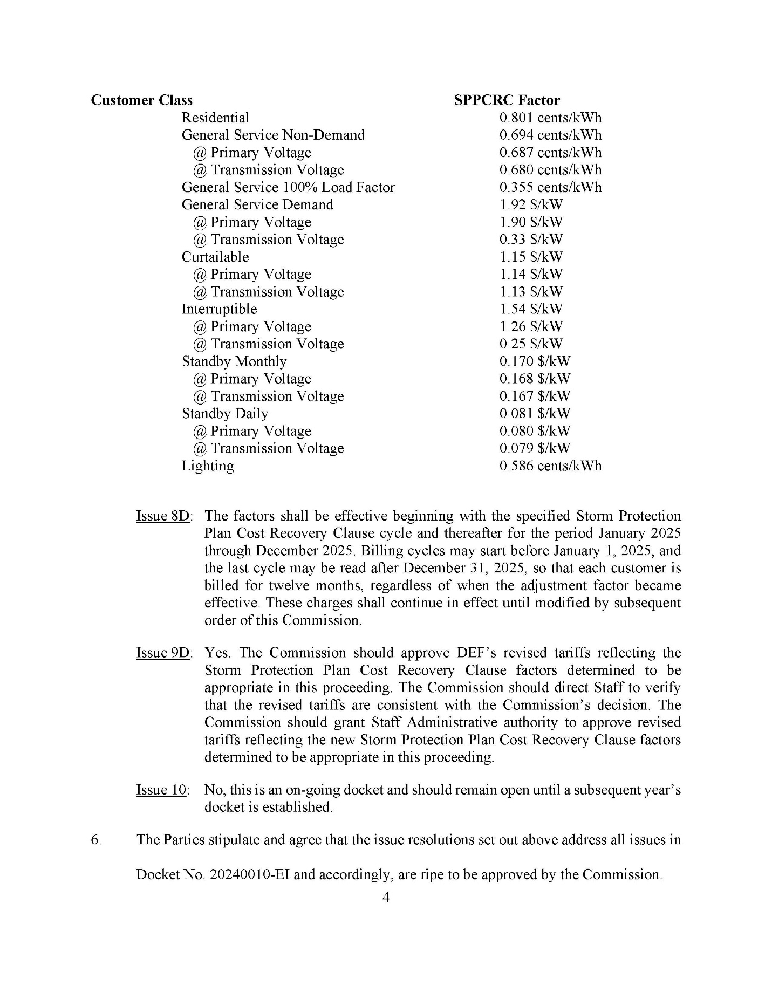 Customer Class SPPCRC Factor
Residential 0.801 cents/kWh
General Service Non-Demand 0.694 cents/kWh
@ Primary Voltage 0.687 cents/kWh
@ Transmission Voltage 0.680 cents/kWh
General Service 100% Load Factor 0.355 cents/kWh
General Service Demand 1.92 $/kW
@ Primary Voltage 1.90 $/kW
@ Transmission Voltage 0.33 $/kW
Curtailable 1.15 $/kW
@ Primary Voltage 1.14 $/kW
@ Transmission Voltage 1.13 $/kW
Interruptible 1.54 $/kW
@ Primary Voltage 1.26 $/kW
@ Transmission Voltage 0.25 $/kW
Standby Monthly 0.170 $/kW
@ Primary Voltage 0.168 $/kW
@ Transmission Voltage 0.167 $/kW
Standby Daily 0.081 $/kW
@ Primary Voltage 0.080 $/kW
@ Transmission Voltage 0.079 $/kW
Lighting 0.586 cents/kWh
Issue 8D: The factors shall be effective beginning with the specified Storm Protection
Plan Cost Recovery Clause cycle and thereafter for the period January 2025
through December 2025. Billing cycles may start before January 1, 2025, and
the last cycle may be read after December 31, 2025, so that each customer is
billed for twelve months, regardless of when the adjustment factor became
effective. These charges shall continue in effect until modified by subsequent
order of this Commission.
Issue 9D: Yes. The Commission should approve DEF's revised tariffs reflecting the
Storm Protection Plan Cost Recovery Clause factors determined to be
appropriate in this proceeding. The Commission should direct Staff to verify
that the revised tariffs are consistent with the Commission's decision. The
Commission should grant Staff Administrative authority to approve revised
tariffs reflecting the new Storm Protection Plan Cost Recovery Clause factors
determined to be appropriate in this proceeding.
Issue 10: No, this is an on-going docket and should remain open until a subsequent year's
docket is established.
6. The Parties stipulate and agree that the issue resolutions set out above address all issues in
Docket No. 20240010-EI and accordingly, are ripe to be approved by the Commission.
4